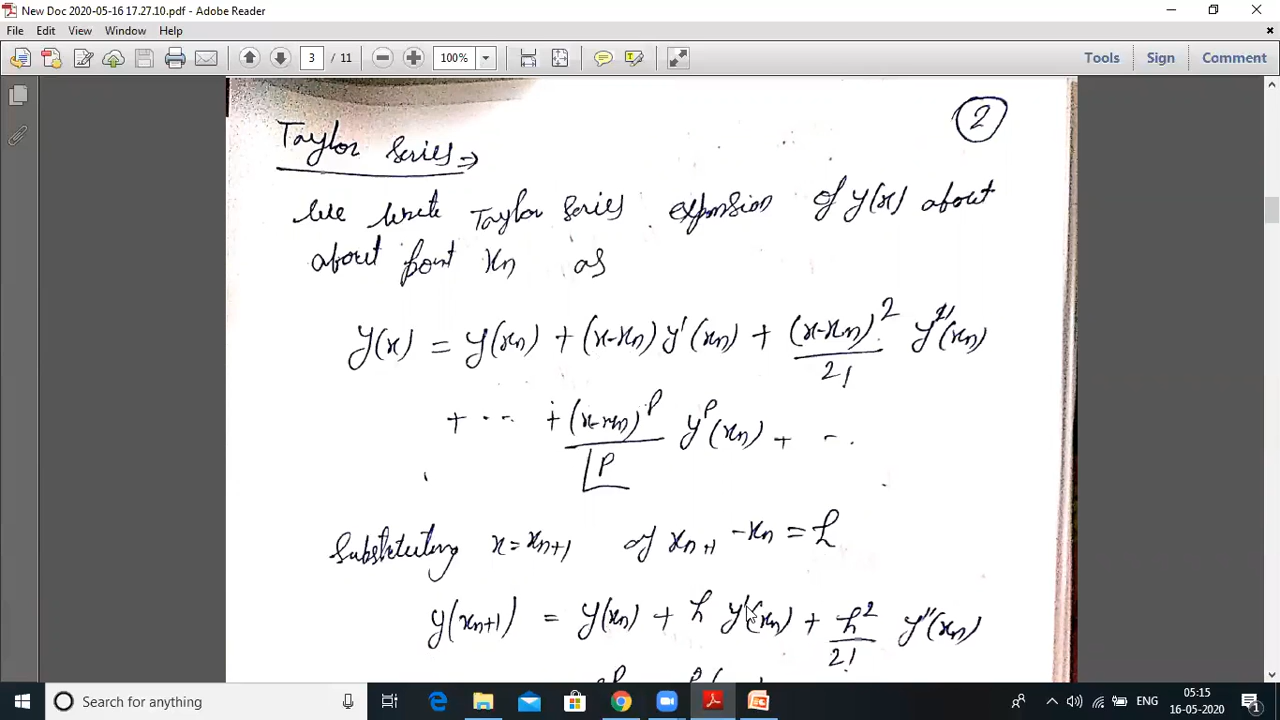 New Doc 2020-05-16 17.27.10.pdf - Adobe Reader
File Edit View Window Help
3 / 11 100% Tools Sign Comment
2
Taylor Series ⇒
We write Taylor Series expansion of y(x) about
about point xn as
y(x) = y(xn) + (x-xn) y'(xn) + (x-xn)^2/2! y''(xn)
+ ... + (x-xn)^P/⌊P y^P(xn) + ...
Substituting x = xn+1 of xn+1 - xn = h
y(xn+1) = y(xn) + h y'(xn) + h^2/2! y''(xn)
Search for anything
ENG 05:15
16-05-2020
1